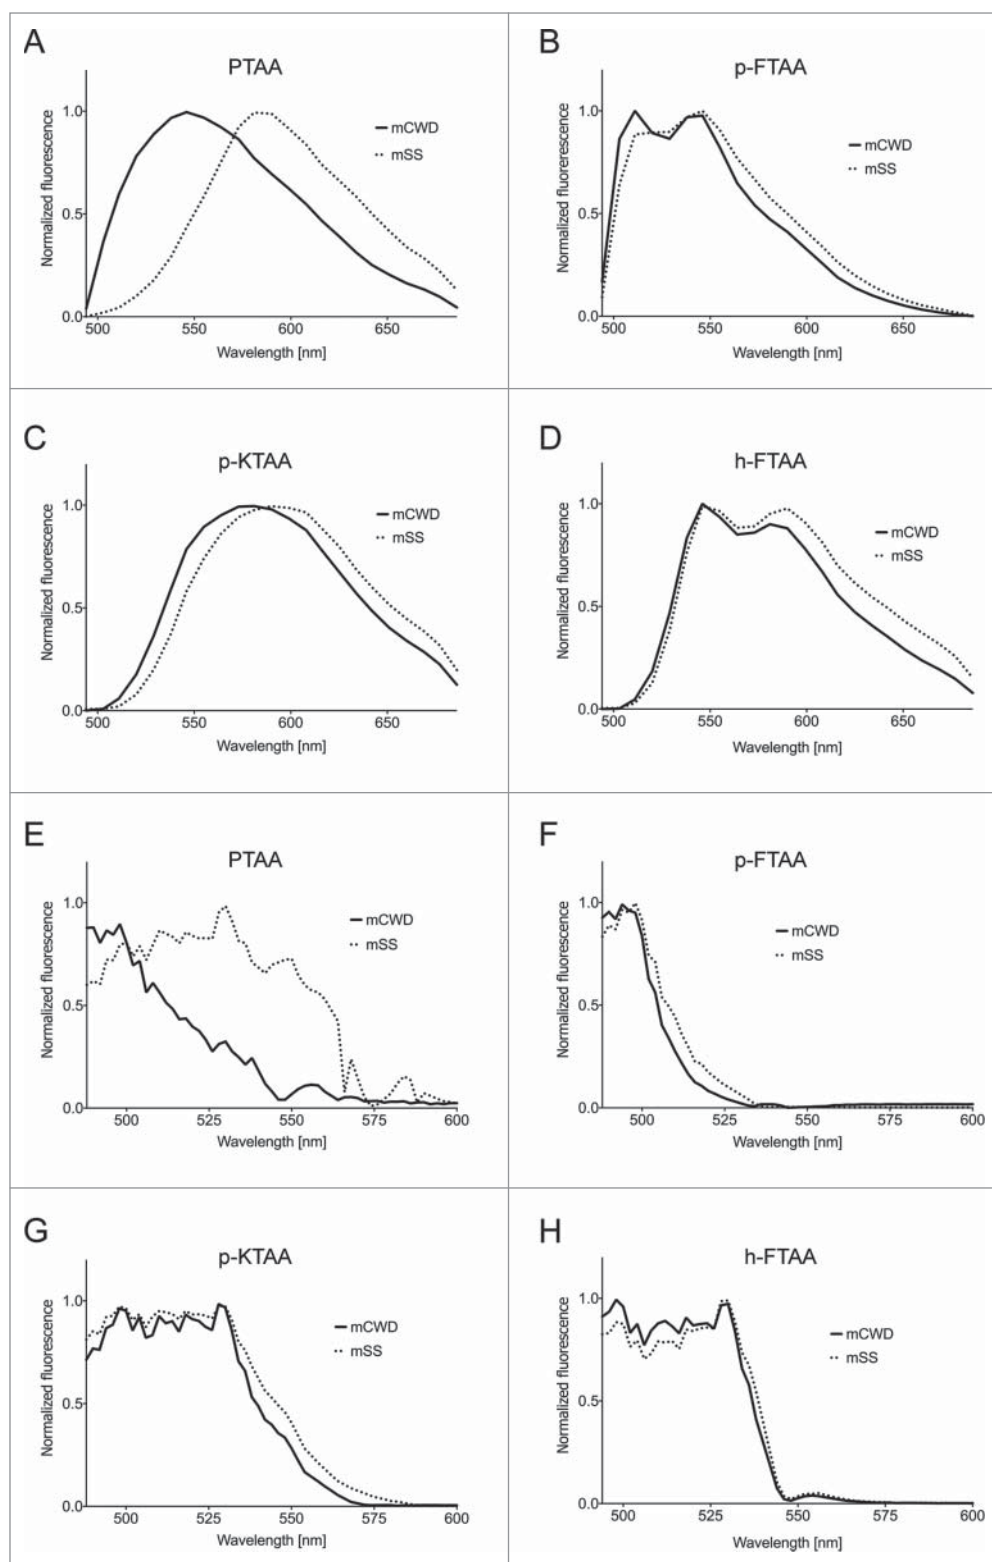 A
PTAA
Normalized fluorescence
1.0
0.5
0.0
500
550
600
650
Wavelength [nm]
mCWD
mSS
B
p-FTAA
Normalized fluorerescence
1.0
0.5
0.0
500
550
600
650
Wavelength [nm]
mCWD
mSS
C
p-KTAA
Normalized fluorescence
1.0
0.5
0.0
500
550
600
650
Wavelength [nm]
mCWD
mSS
D
h-FTAA
Normalized fluorescence
1.0
0.5
0.0
500
550
600
650
Wavelength [nm]
mCWD
mSS
E
PTAA
Normalized fluorescence
1.0
0.5
0.0
500
525
550
575
600
Wavelength [nm]
mCWD
mSS
F
p-FTAA
Normalized fluorescence
1.0
0.5
0.0
500
525
550
575
600
Wavelength [nm]
mCWD
mSS
G
p-KTAA
Normalized fluorescence
1.0
0.5
0.0
500
525
550
575
600
Wavelength [nm]
mCWD
mSS
H
h-FTAA
Normalized fluorescence
1.0
0.5
0.0
500
525
550
575
600
Wavelength [nm]
mCWD
mSS